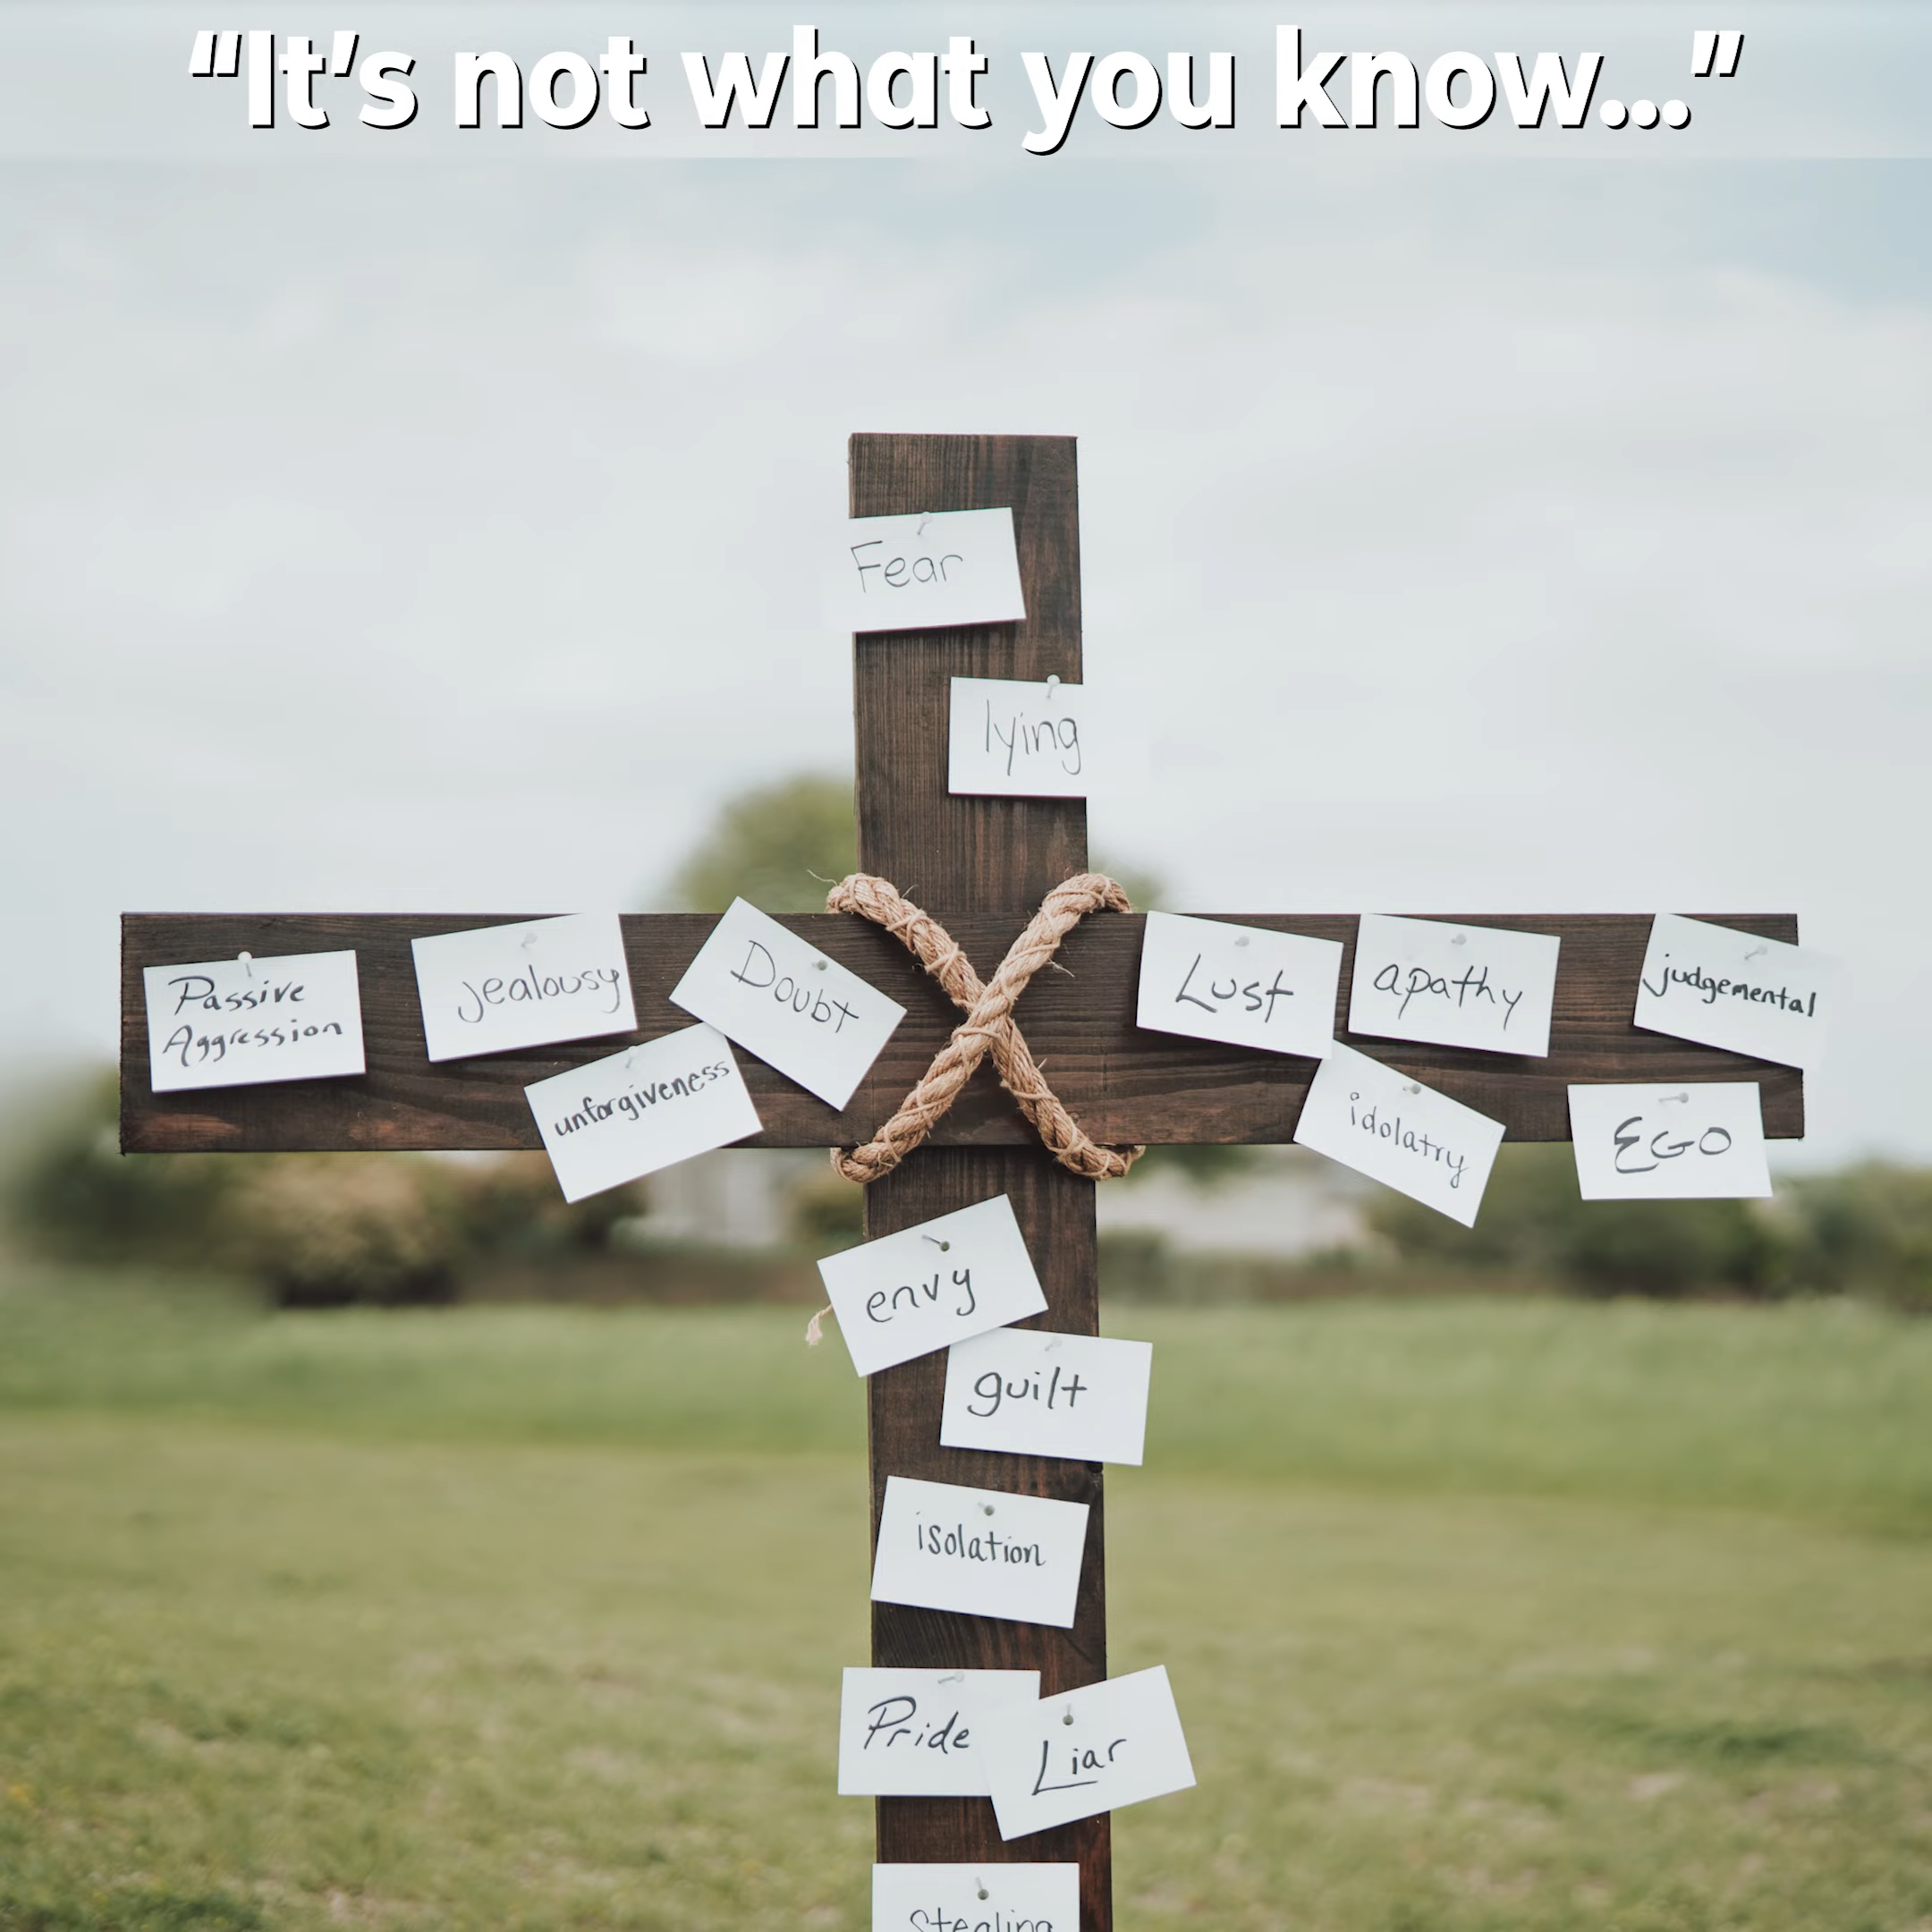 “It’s not what you know...”
Fear
lying
Passive
Aggression
jealousy
Doubt
unforgiveness
Lust
apathy
judgemental
idolatry
EGO
envy
guilt
isolation
Pride
Liar
Stealing